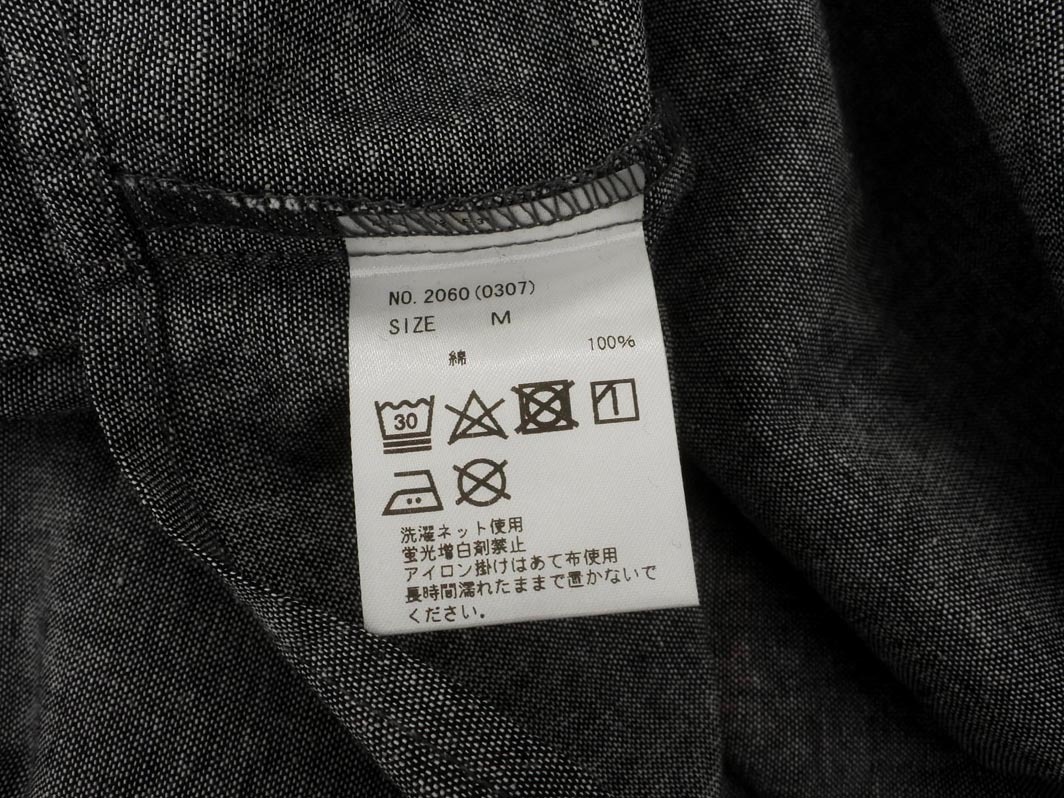 NO. 2060 (0307)
SIZE M
綿 100%
30
洗濯ネット使用
蛍光増白剤禁止
アイロン掛けはあて布使用
長時間濡れたままで置かないで
ください。